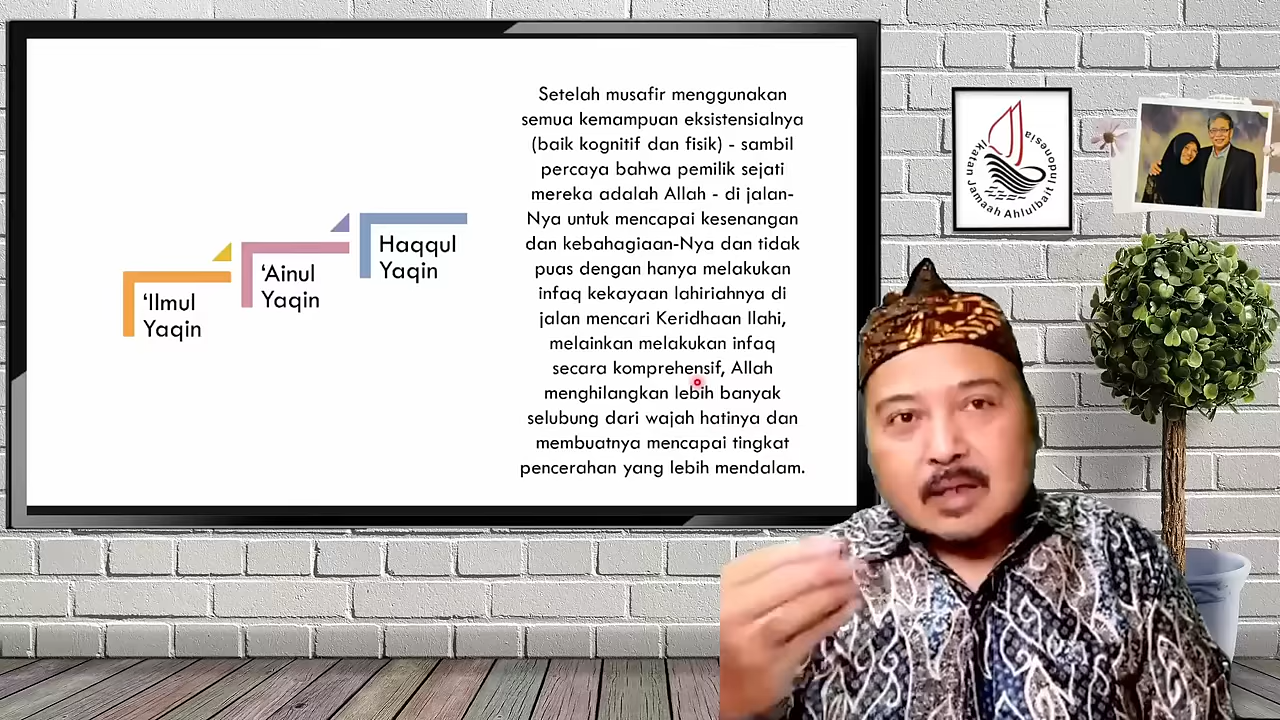 ‘Ilmul
Yaqin
‘Ainul
Yaqin
Haqqul
Yaqin
Setelah musafir menggunakan
semua kemampuan eksistensialnya
(baik kognitif dan fisik) - sambil
percaya bahwa pemilik sejati
mereka adalah Allah - di jalan-
Nya untuk mencapai kesenangan
dan kebahagiaan-Nya dan tidak
puas dengan hanya melakukan
infaq kekayaan lahiriahnya di
jalan mencari Keridhaan Ilahi,
melainkan melakukan infaq
secara komprehensif, Allah
menghilangkan lebih banyak
selubung dari wajah hatinya dan
membuatnya mencapai tingkat
pencerahan yang lebih mendalam.
Ikatan Jamaah Ahlulbait Indonesia